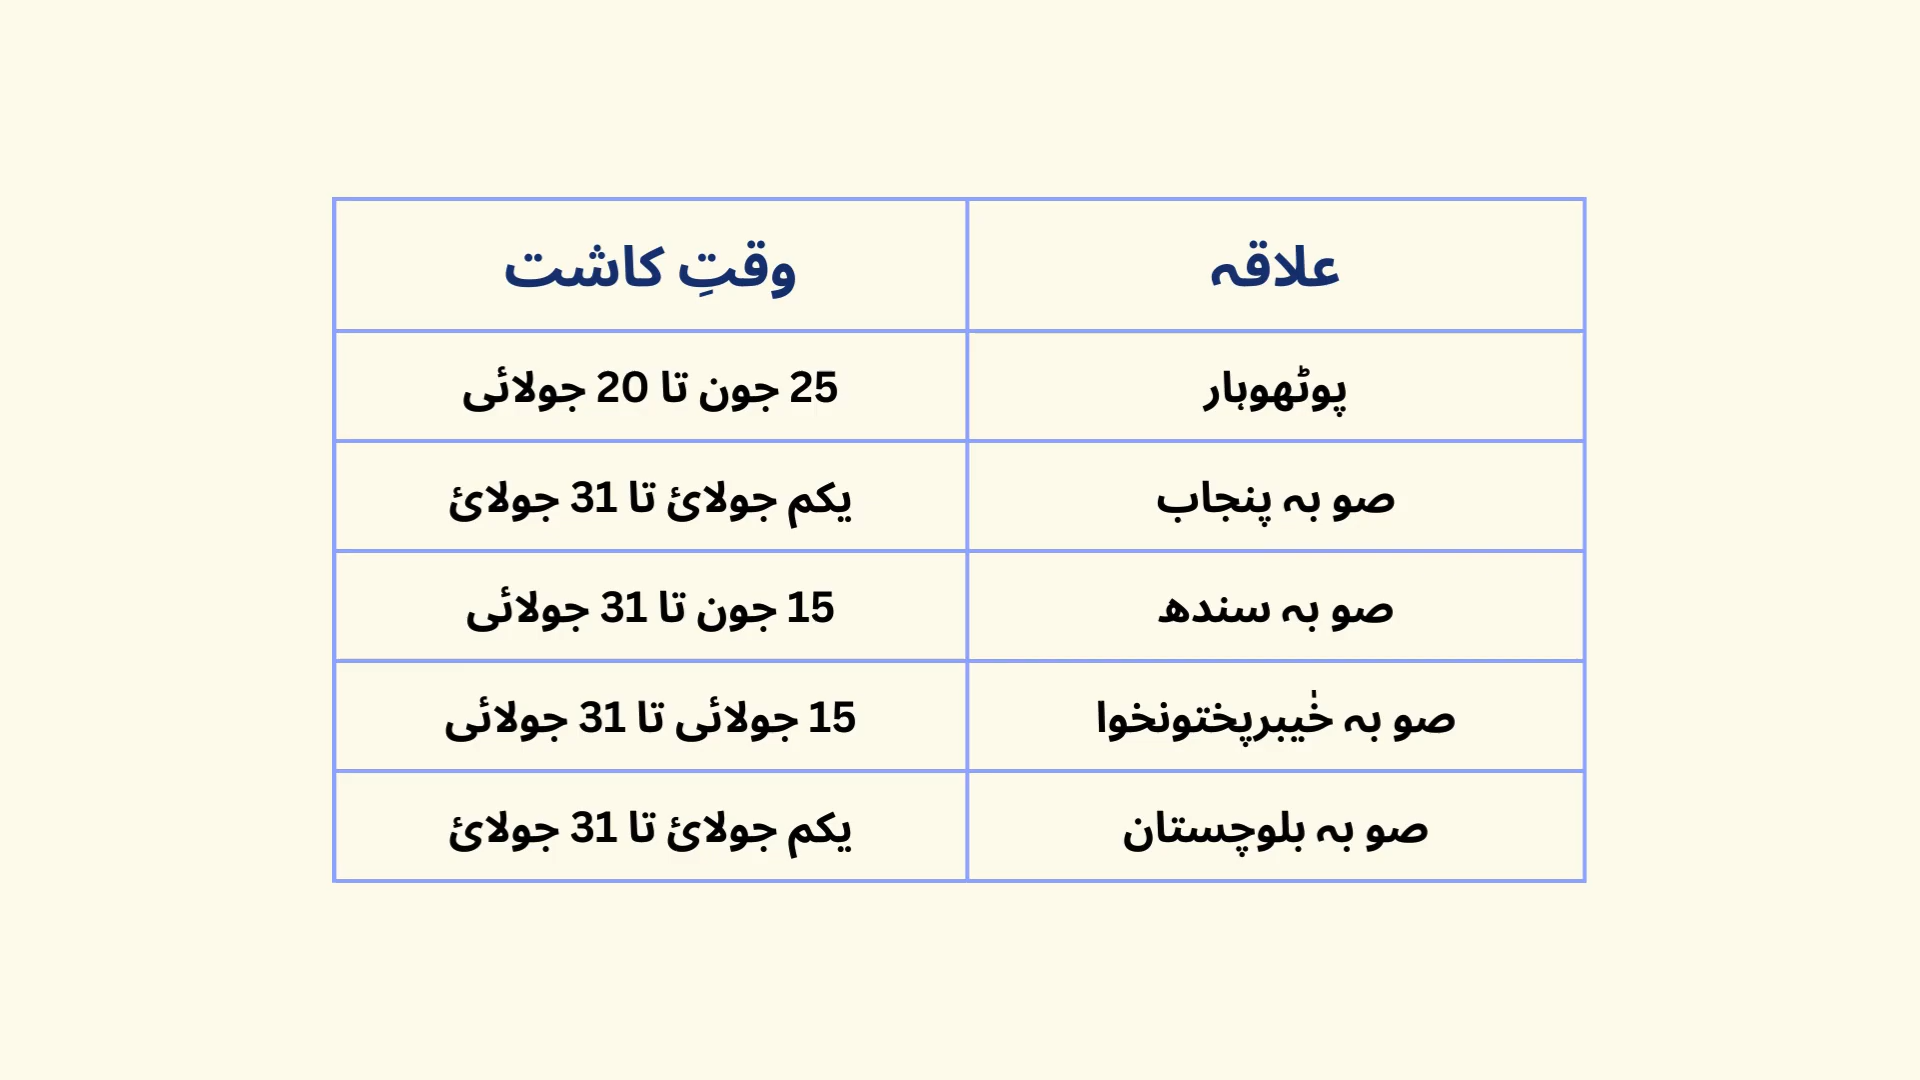 علاقہ
وقتِ کاشت
پوٹھوہار
25 جون تا 20 جولائی
صو بہ پنجاب
یکم جولائ تا 31 جولائ
صو بہ سندھ
15 جون تا 31 جولائی
صو بہ خٰیبرپختونخوا
15 جولائی تا 31 جولائی
صو بہ بلوچستان
یکم جولائ تا 31 جولائ